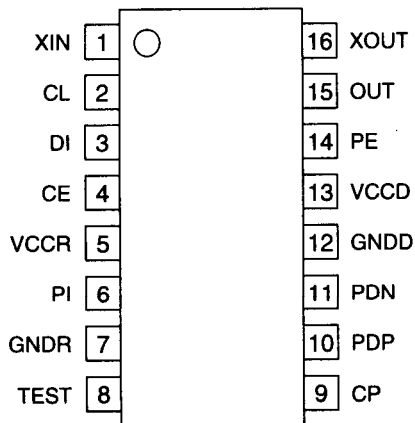 XIN 1 16 XOUT
CL 2 15 OUT
DI 3 14 PE
CE 4 13 VCCD
VCCR 5 12 GNDD
PI 6 11 PDN
GNDR 7 10 PDP
TEST 8 9 CP